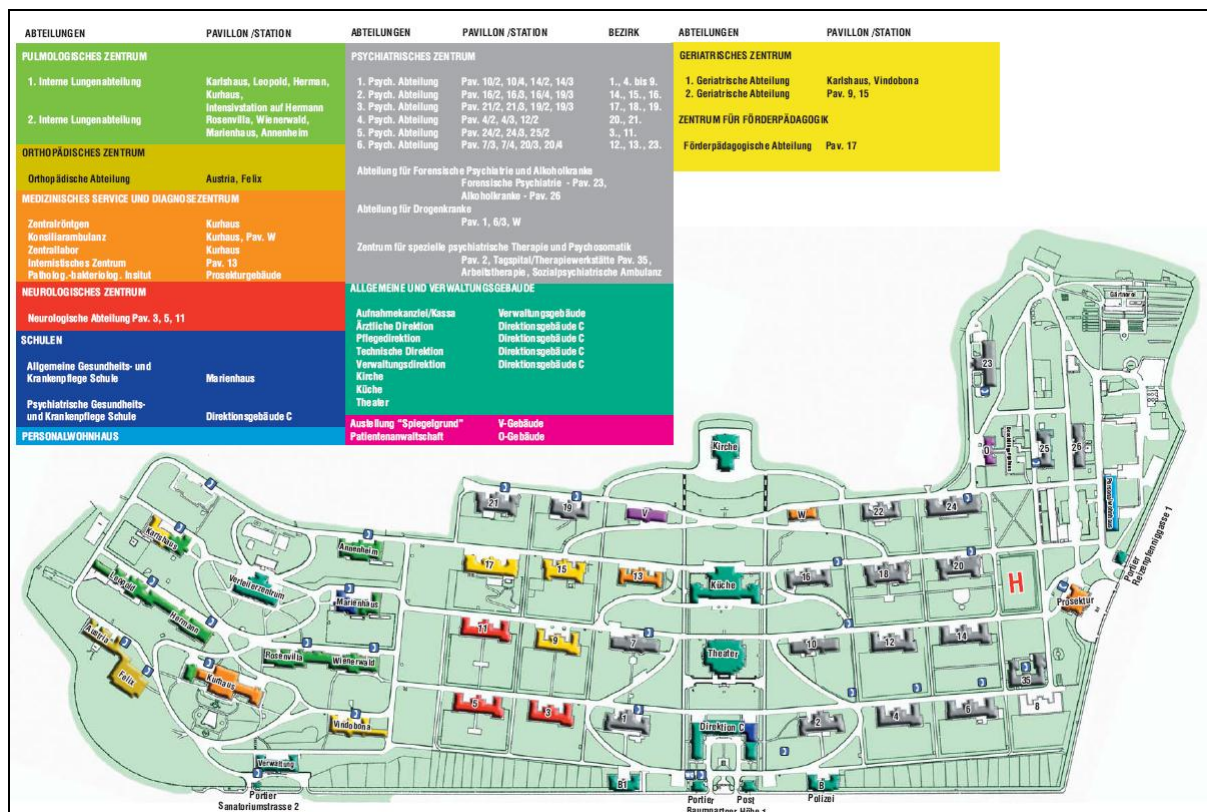 ABTEILUNGEN PAVILLON /STATION
PULMOLOGISCHES ZENTRUM
1. Interne Lungenabteilung Karlshaus, Leopold, Herman,
Kurhaus,
Intensivstation auf Hermann
2. Interne Lungenabteilung Rosenvilla, Wienerwald,
Marienhaus, Annenheim
ORTHOPÄDISCHES ZENTRUM
Orthopädische Abteilung Austria, Felix
MEDIZINISCHES SERVICE UND DIAGNOSEZENTRUM
Zentralröntgen Kurhaus
Konsiliarambulanz Kurhaus, Pav. W
Zentrallabor Kurhaus
Internistisches Zentrum Pav. 13
Patholog.-bakteriolog. Insitut Prosekturgebäude
NEUROLOGISCHES ZENTRUM
Neurologische Abteilung Pav. 3, 5, 11
SCHULEN
Allgemeine Gesundheits- und
Krankenpflege Schule Marienhaus
Psychiatrische Gesundheits-
und Krankenpflege Schule Direktionsgebäude C
PERSONALWOHNHAUS
ABTEILUNGEN PAVILLON /STATION BEZIRK
PSYCHIATRISCHES ZENTRUM
1. Psych. Abteilung Pav. 10/2, 10/4, 14/2, 14/3 1., 4. bis 9.
2. Psych. Abteilung Pav. 16/2, 16/3, 16/4, 19/3 14., 15., 16.
3. Psych. Abteilung Pav. 21/2, 21/3, 19/2, 19/3 17., 18., 19.
4. Psych. Abteilung Pav. 4/2, 4/3, 12/2 20., 21.
5. Psych. Abteilung Pav. 24/2, 24/3, 25/2 3., 11.
6. Psych. Abteilung Pav. 7/3, 7/4, 20/3, 20/4 12., 13., 23.
Abteilung für Forensische Psychiatrie und Alkoholkranke
Forensische Psychiatrie - Pav. 23,
Alkoholkranke - Pav. 26
Abteilung für Drogenkranke
Pav. 1, 6/3, W
Zentrum für spezielle psychiatrische Therapie und Psychosomatik
Pav. 2, Tagspital/Therapiewerkstätte Pav. 35,
Arbeitstherapie, Sozialpsychiatrische Ambulanz
ALLGEMEINE UND VERWALTUNGSGEBÄUDE
Aufnahmekanzlei/Kassa Verwaltungsgebäude
Ärztliche Direktion Direktionsgebäude C
Pflegedirektion Direktionsgebäude C
Technische Direktion Direktionsgebäude C
Verwaltungsdirektion Direktionsgebäude C
Kirche
Küche
Theater
Austellung "Spiegelgrund" V-Gebäude
Patientenanwaltschaft O-Gebäude
ABTEILUNGEN PAVILLON /STATION
GERIATRISCHES ZENTRUM
1. Geriatrische Abteilung Karlshaus, Vindobona
2. Geriatrische Abteilung Pav. 9, 15
ZENTRUM FÜR FÖRDERPÄDAGOGIK
Förderpädagogische Abteilung Pav. 17
Gärtnerei
23
O
25
26
Personalwohnhaus
Portier
Reizenpfenniggasse 1
Kirche
21
19
V
W
22
24
Karlshaus
Annenheim
17
15
13
Küche
16
18
20
H
Prosektur
Leopold
Hermann
Verteilerzentrum
Marienhaus
11
9
7
Theater
10
12
14
Austria
Felix
Kurhaus
Rosenvilla
Wienerwald
35
Vindobona
5
3
1
Direktion C
2
4
6
8
Verwaltung
Portier
Sanatoriumstrasse 2
B1
Portier
Baumgartner Höhe 1
Post
B
Polizei